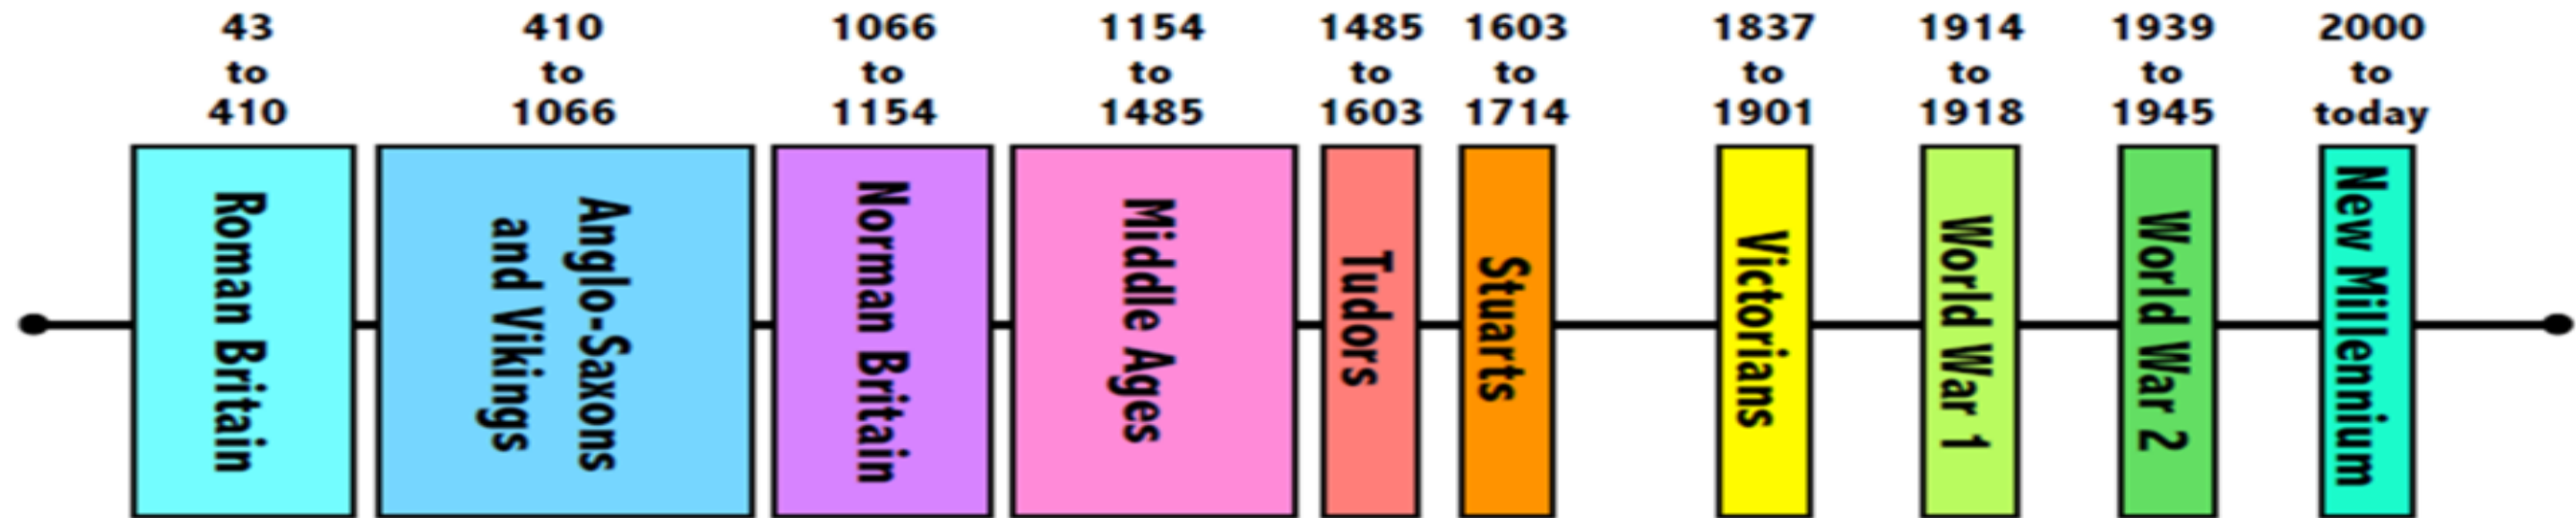 43
to
410
410
to
1066
1066
to
1154
1154
to
1485
1485
to
1603
1603
to
1714
1837
to
1901
1914
to
1918
1939
to
1945
2000
to
today
Roman Britain
Anglo-Saxons
and Vikings
Norman Britain
Middle Ages
Tudors
Stuarts
Victorians
World War 1
World War 2
New Millennium